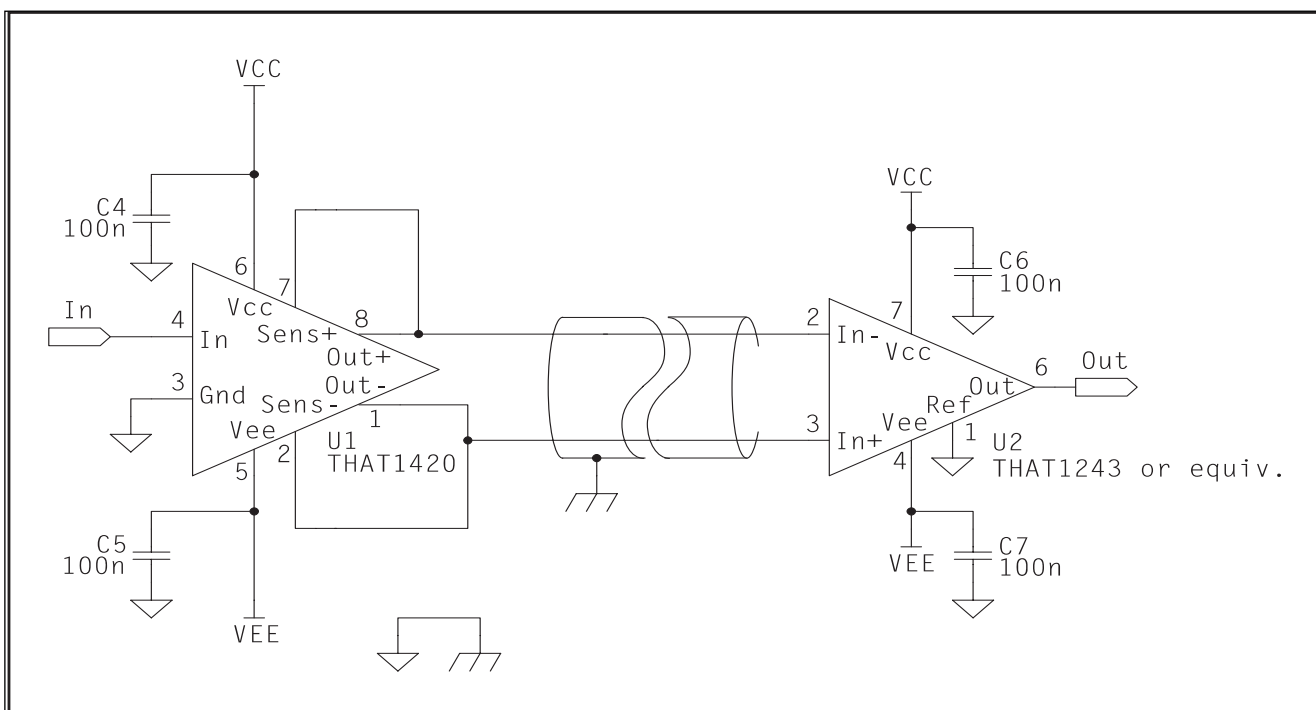 VCC
C4
100n
6
7
Vcc
In
4
In
Sens+
8
Out+
Out-
3
Gnd
Sens-
1
Vee
2
5
U1
THAT1420
C5
100n
VEE
VCC
C6
100n
7
2
In-
Vcc
6
Out
Out
Ref
3
In+
Vee
1
4
U2
THAT1243 or equiv.
VEE
C7
100n